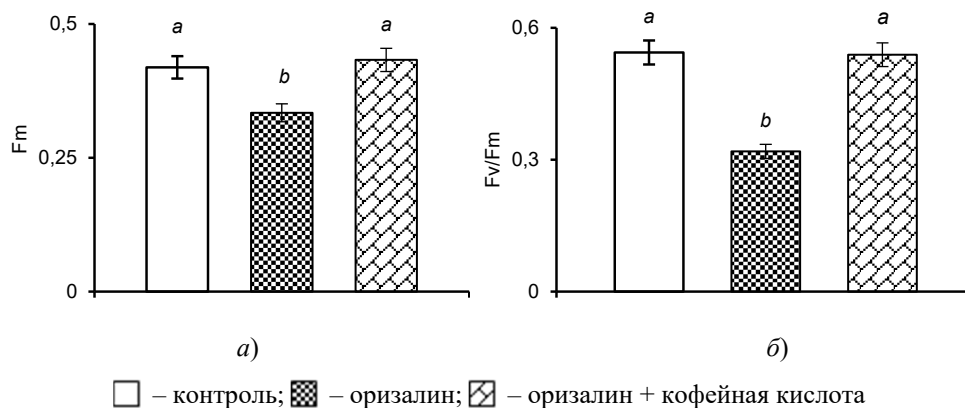 0,5
0,25
0
Fm
a
b
a
0,6
0,3
0
Fv/Fm
a
b
a
а) б)
– контроль; – оризалин; – оризалин + кофейная кислота